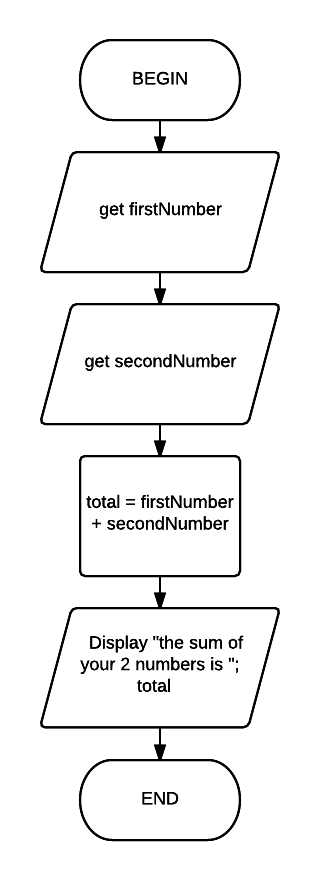 BEGIN
get firstNumber
get secondNumber
total = firstNumber
+ secondNumber
Display "the sum of
your 2 numbers is ";
total
END